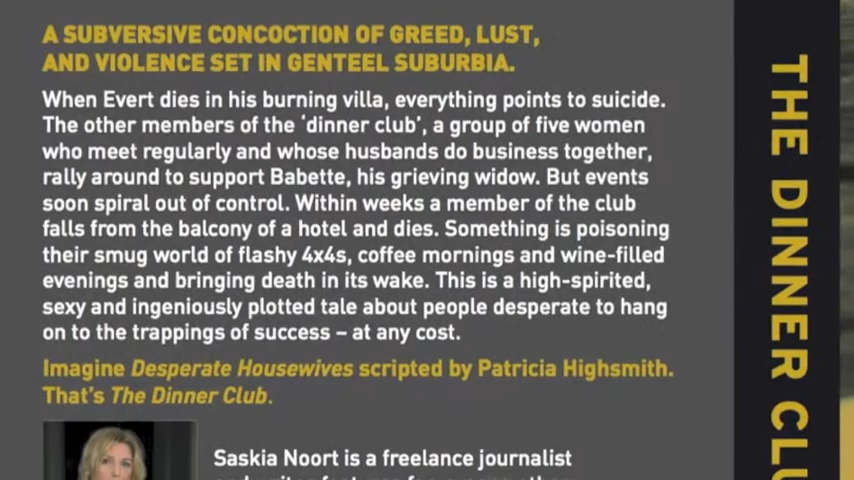 A SUBVERSIVE CONCOCTION OF GREED, LUST,
AND VIOLENCE SET IN GENTEEL SUBURBIA.
When Evert dies in his burning villa, everything points to suicide.
The other members of the ‘dinner club’, a group of five women
who meet regularly and whose husbands do business together,
rally around to support Babette, his grieving widow. But events
soon spiral out of control. Within weeks a member of the club
falls from the balcony of a hotel and dies. Something is poisoning
their smug world of flashy 4x4s, coffee mornings and wine-filled
evenings and bringing death in its wake. This is a high-spirited,
sexy and ingeniously plotted tale about people desperate to hang
on to the trappings of success – at any cost.
Imagine Desperate Housewives scripted by Patricia Highsmith.
That’s The Dinner Club.
Saskia Noort is a freelance journalist
THE DINNER CLU